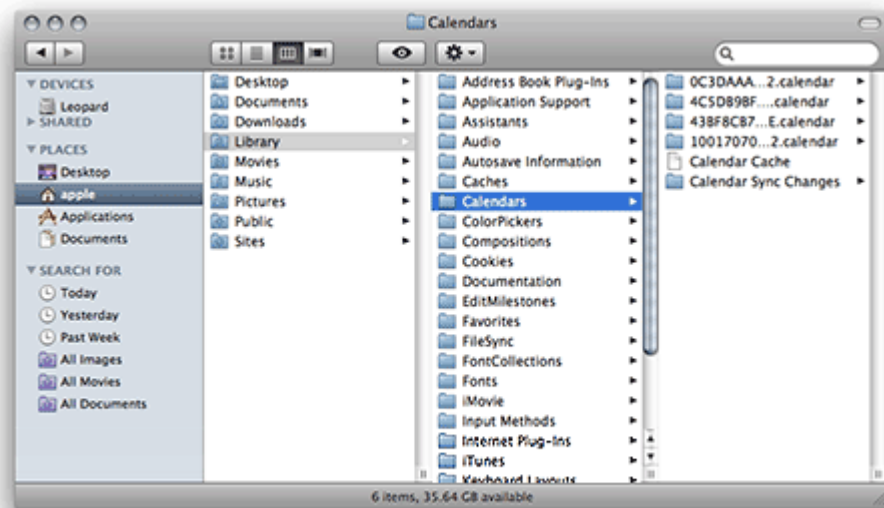 Calendars
DEVICES
Leopard
SHARED
PLACES
Desktop
apple
Applications
Documents
SEARCH FOR
Today
Yesterday
Past Week
All Images
All Movies
All Documents
Desktop
Documents
Downloads
Library
Movies
Music
Pictures
Public
Sites
Address Book Plug-Ins
Application Support
Assistants
Audio
Autosave Information
Caches
Calendars
ColorPickers
Compositions
Cookies
Documentation
EditMilestones
Favorites
FileSync
FontCollections
Fonts
iMovie
Input Methods
Internet Plug-Ins
iTunes
Keyboard Layouts
0C3DAAA...2.calendar
4C5D89BF....calendar
43BF8CB7...E.calendar
10017070...2.calendar
Calendar Cache
Calendar Sync Changes
6 items, 35.64 GB available